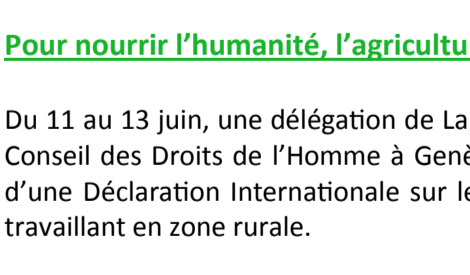 Pour nourrir l’humanité, l’agricultu
Du 11 au 13 juin, une délégation de La
Conseil des Droits de l’Homme à Genè
d’une Déclaration Internationale sur le
travaillant en zone rurale.